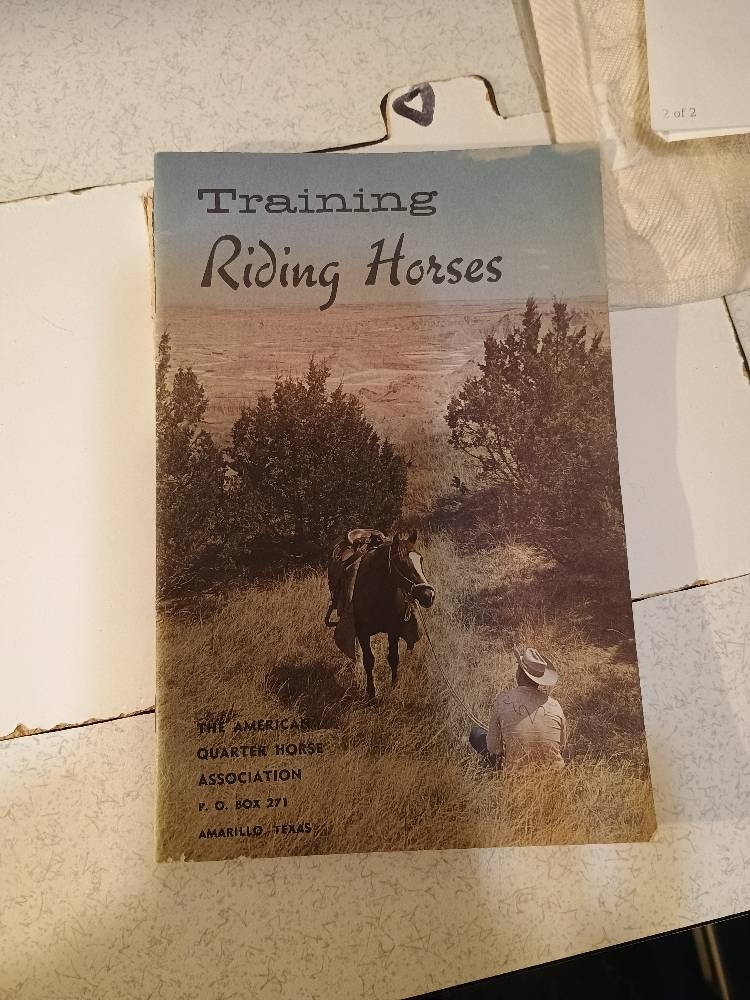 2 of 2
Training
Riding Horses
THE AMERICAN
QUARTER HORSE
ASSOCIATION
P. O. BOX 271
AMARILLO, TEXAS